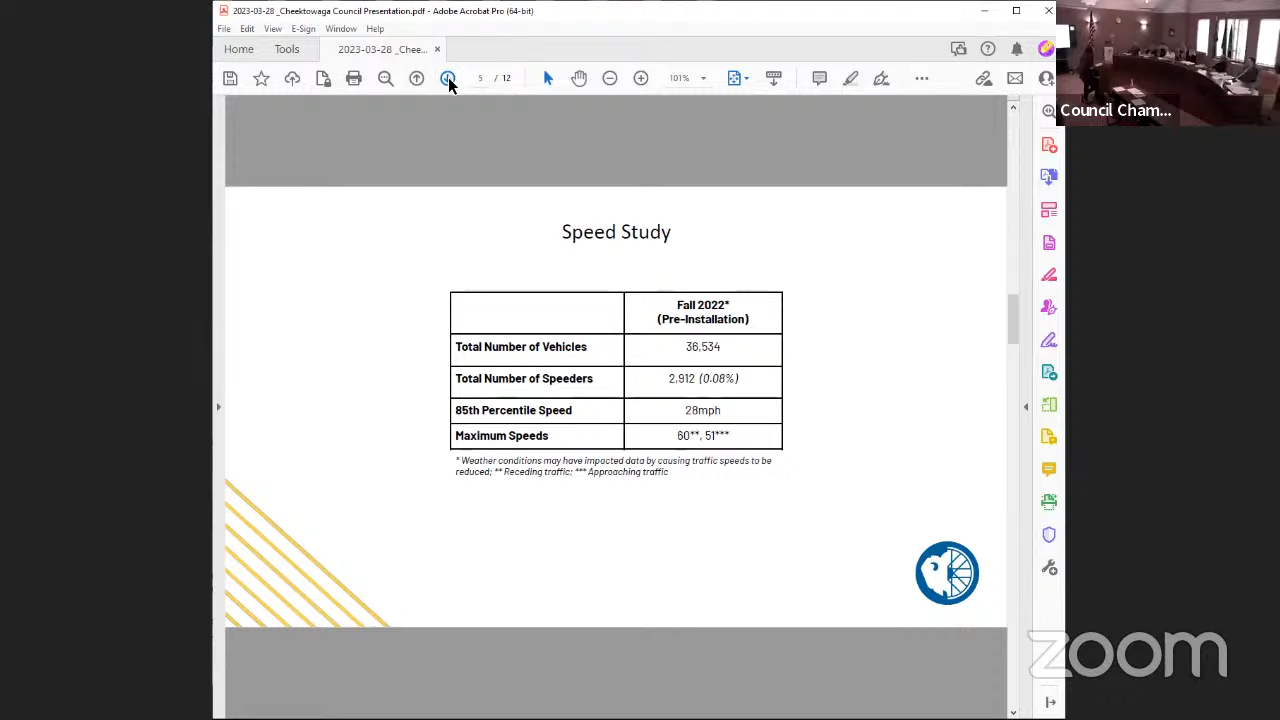 2023-03-28 _Cheektowaga Council Presentation.pdf - Adobe Acrobat Pro (64-bit)
File Edit View E-Sign Window Help
Home Tools 2023-03-28 _Chee... ×
5 / 12 101%
Council Cham...
Speed Study
Fall 2022*
(Pre-Installation)
Total Number of Vehicles 36,534
Total Number of Speeders 2,912 (0.08%)
85th Percentile Speed 28mph
Maximum Speeds 60**, 51***
* Weather conditions may have impacted data by causing traffic speeds to be
reduced; ** Receding traffic; *** Approaching traffic
zoom